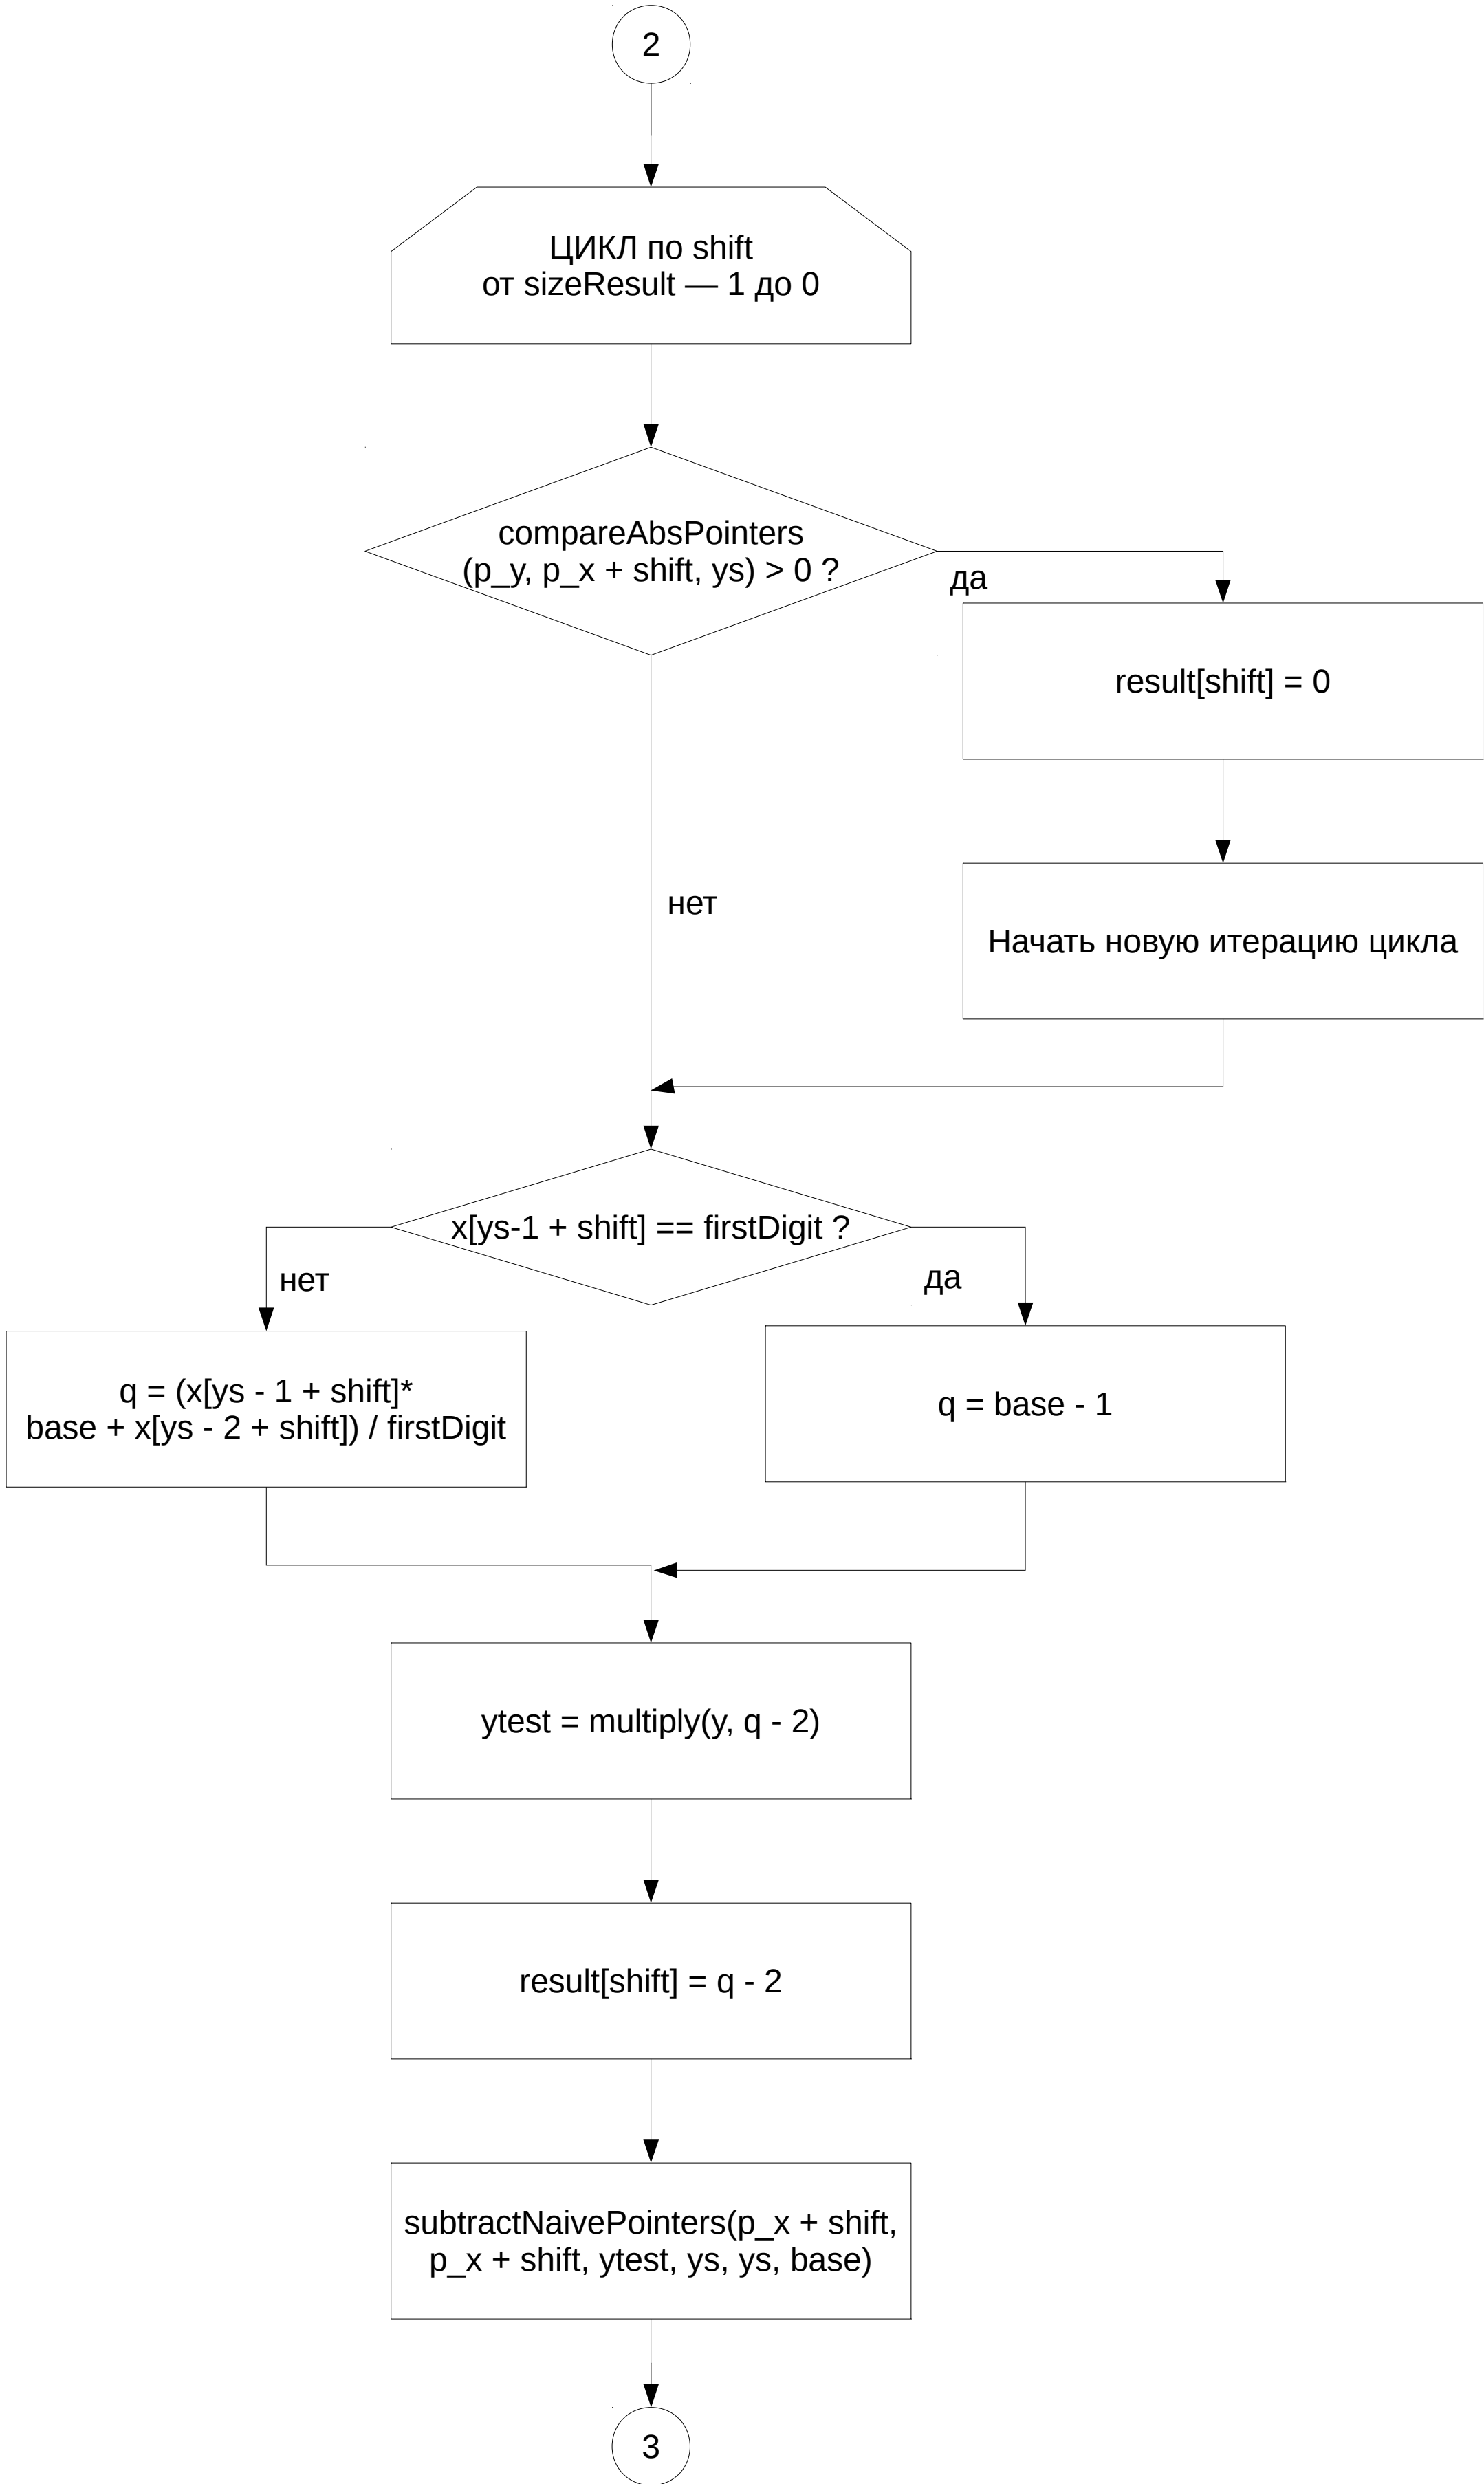 2
ЦИКЛ по shift
от sizeResult — 1 до 0
compareAbsPointers
(p_y, p_x + shift, ys) > 0 ?
да
result[shift] = 0
нет
Начать новую итерацию цикла
x[ys-1 + shift] == firstDigit ?
нет
да
q = (x[ys - 1 + shift]*
base + x[ys - 2 + shift]) / firstDigit
q = base - 1
ytest = multiply(y, q - 2)
result[shift] = q - 2
subtractNaivePointers(p_x + shift,
p_x + shift, ytest, ys, ys, base)
3